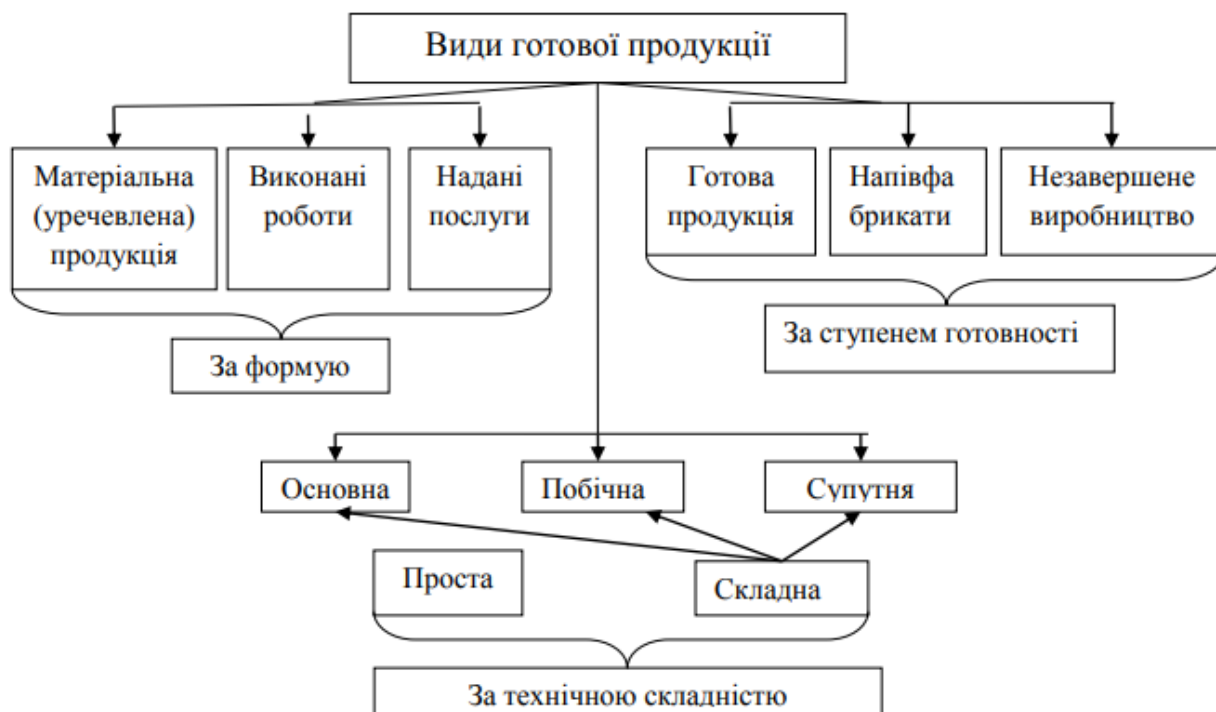 Види готової продукції
Матеріальна
(уречевлена)
продукція
Виконані
роботи
Надані
послуги
Готова
продукція
Напівфа
брикати
Незавершене
виробництво
За формую
За ступенем готовності
Основна
Побічна
Супутня
Проста
Складна
За технічною складністю